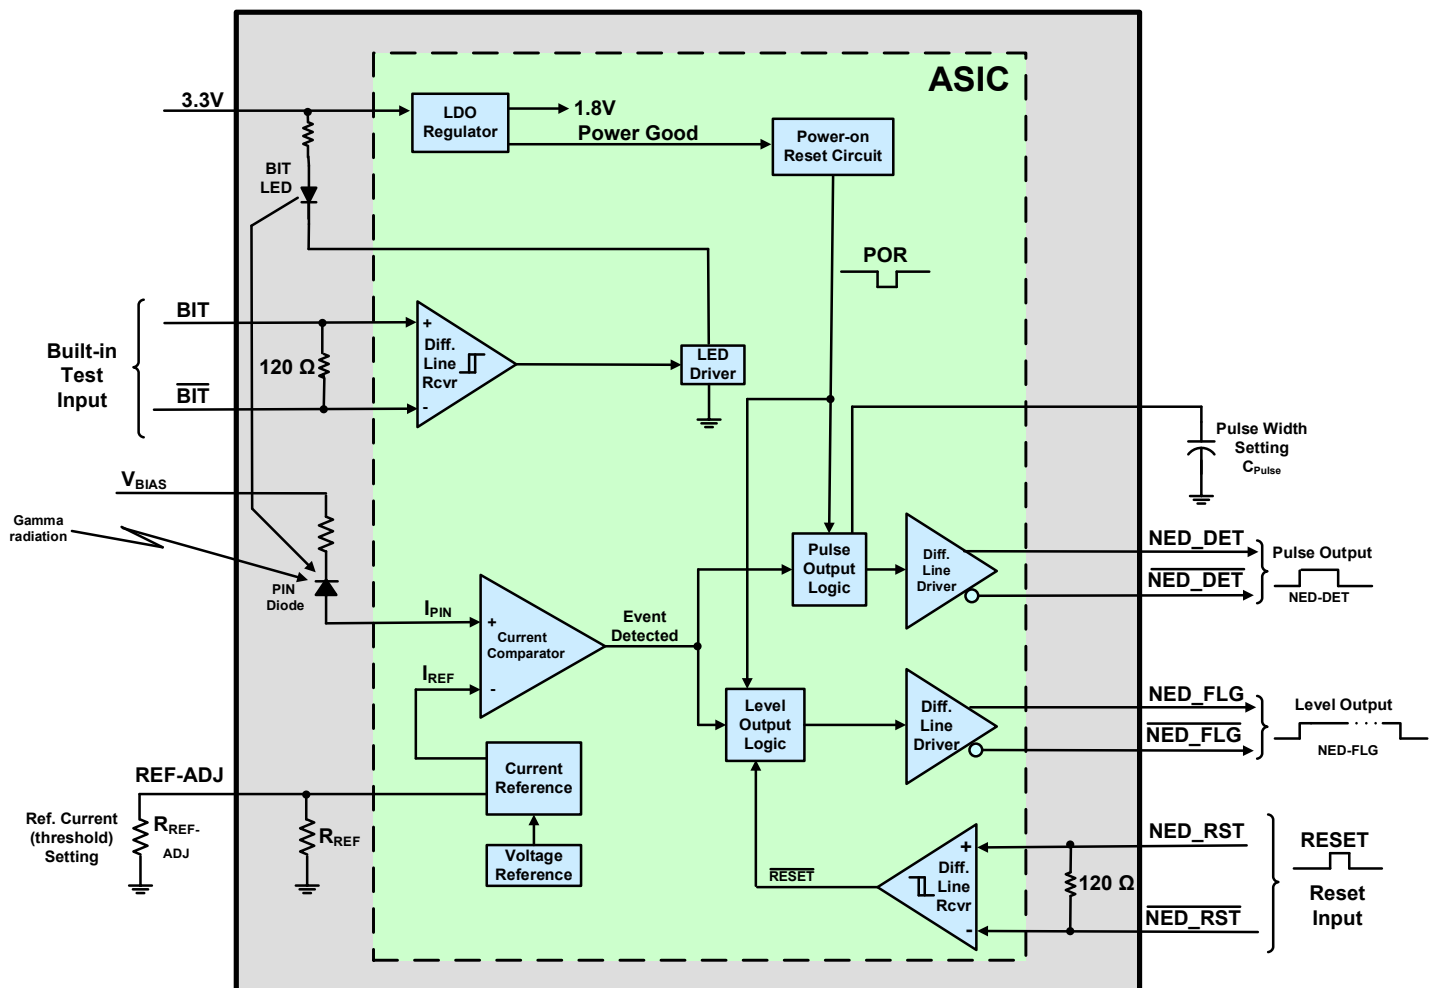 ASIC
3.3V
LDO
Regulator
1.8V
Power Good
Power-on
Reset Circuit
BIT
LED
POR
BIT
Built-in
Test
Input
120 Ω
BIT
+
Diff.
Line
Rcvr
-
LED
Driver
Pulse Width
Setting
CPulse
VBIAS
Gamma
radiation
PIN
Diode
IPIN
+
Current
Comparator
IREF
-
Event
Detected
Pulse
Output
Logic
Diff.
Line
Driver
NED_DET
NED_DET
Pulse Output
NED-DET
Level
Output
Logic
Diff.
Line
Driver
NED_FLG
NED_FLG
Level Output
NED-FLG
REF-ADJ
Current
Reference
Voltage
Reference
Ref. Current
(threshold)
Setting
RREF-
ADJ
RREF
RESET
+
Diff.
Line
Rcvr
-
120 Ω
NED_RST
NED_RST
RESET
Reset
Input